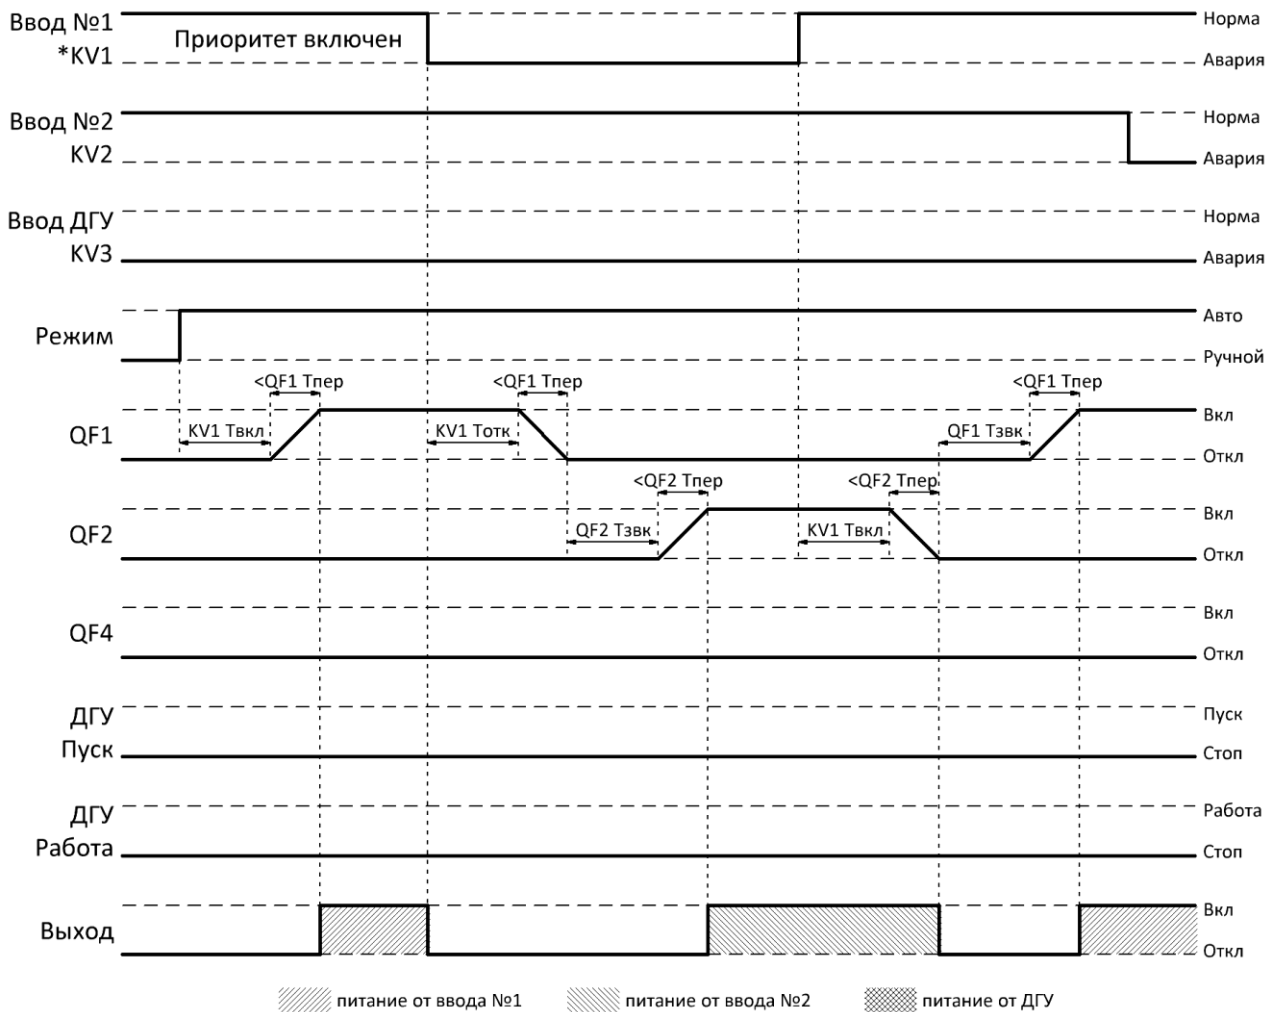 Ввод №1
*KV1
Приоритет включен
Норма
Авария
Ввод №2
KV2
Норма
Авария
Ввод ДГУ
KV3
Норма
Авария
Режим
Авто
Ручной
<QF1 Тпер
<QF1 Тпер
<QF1 Тпер
QF1
KV1 Твкл
KV1 Тотк
QF1 Тзвк
Вкл
Откл
<QF2 Тпер
<QF2 Тпер
QF2
QF2 Тзвк
KV1 Твкл
Вкл
Откл
QF4
Вкл
Откл
ДГУ
Пуск
Пуск
Стоп
ДГУ
Работа
Работа
Стоп
Выход
Вкл
Откл
питание от ввода №1
питание от ввода №2
питание от ДГУ